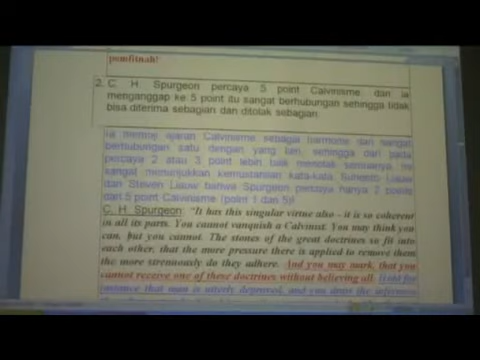 pemfitnah!
2. C. H. Spurgeon percaya 5 point Calvinisme, dan ia
menganggap ke 5 point itu sangat berhubungan sehingga tidak
bisa diterima sebagian dan ditolak sebagian.
ajaran Calvinisme sebagai harmonis dan sangat
berhubungan satu dengan yang lain, sehingga dari pada
percaya 2 atau 3 point lebih baik menolak semuanya. Ini
sangat menunjukkan kemustahilan kata-kata Suhento Liauw
dan Steven Liauw bahwa Spurgeon percaya hanya 2 points
dari 5 point Calvinisme (point 1 dan 5)!
C. H. Spurgeon: "It has this singular virtue also - it is so coherent
in all its parts. You cannot vanquish a Calvinist. You may think you
can, but you cannot. The stones of the great doctrines so fit into
each other, that the more pressure there is applied to remove them
the more strenuously do they adhere. And you may mark, that you
cannot receive one of these doctrines without believing all. Hold for
instance that man is utterly depraved, and you draw the inference